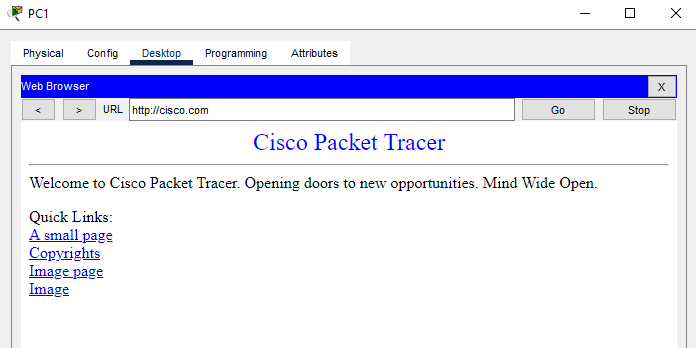 PC1
Physical Config Desktop Programming Attributes
Web Browser X
< > URL http://cisco.com Go Stop
Cisco Packet Tracer
Welcome to Cisco Packet Tracer. Opening doors to new opportunities. Mind Wide Open.
Quick Links:
A small page
Copyrights
Image page
Image